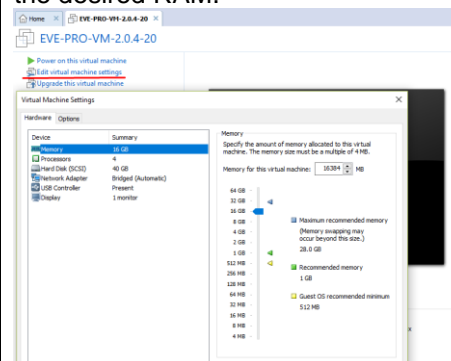 the desired RAM.
Home
EVE-PRO-VM-2.0.4-20
EVE-PRO-VM-2.0.4-20
Power on this virtual machine
Edit virtual machine settings
Upgrade this virtual machine
Virtual Machine Settings
Hardware Options
Device Summary
Memory 16 GB
Processors 4
Hard Disk (SCSI) 40 GB
Network Adapter Bridged (Automatic)
USB Controller Present
Display 1 monitor
Memory
Specify the amount of memory allocated to this virtual
machine. The memory size must be a multiple of 4 MB.
Memory for this virtual machine: 16384 MB
64 GB
32 GB
16 GB
8 GB
4 GB
2 GB
1 GB
512 MB
256 MB
128 MB
64 MB
32 MB
16 MB
8 MB
4 MB
Maximum recommended memory
(Memory swapping may
occur beyond this size.)
28.0 GB
Recommended memory
1 GB
Guest OS recommended minimum
512 MB